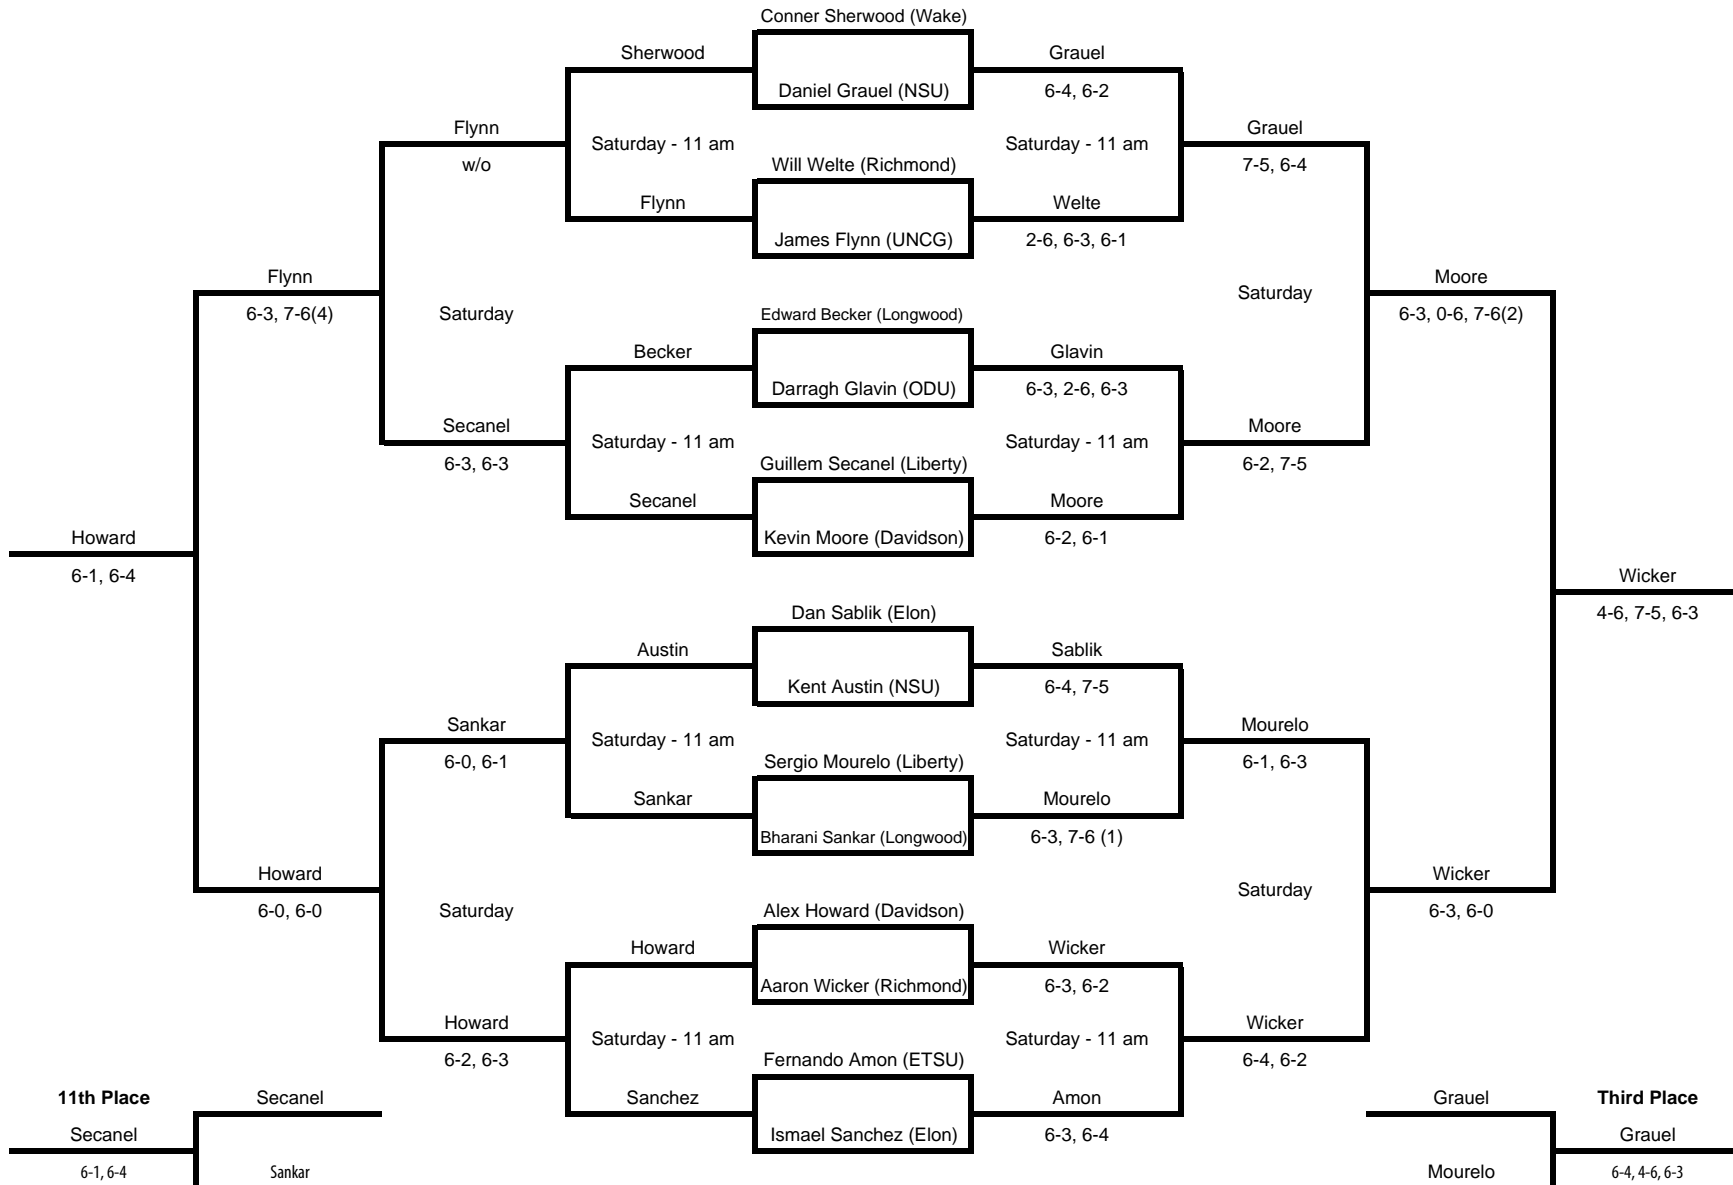 Conner Sherwood (Wake)
Sherwood
Grauel
Daniel Grauel (NSU)
6-4, 6-2
Flynn
Saturday - 11 am
Saturday - 11 am
Grauel
w/o
Will Welte (Richmond)
7-5, 6-4
Flynn
Welte
James Flynn (UNCG)
2-6, 6-3, 6-1
Flynn
Saturday
Moore
6-3, 7-6(4)
Saturday
Edward Becker (Longwood)
6-3, 0-6, 7-6(2)
Becker
Glavin
Darragh Glavin (ODU)
6-3, 2-6, 6-3
Secanel
Saturday - 11 am
Saturday - 11 am
Moore
6-3, 6-3
Guillem Secanel (Liberty)
6-2, 7-5
Secanel
Moore
Howard
Kevin Moore (Davidson)
6-2, 6-1
6-1, 6-4
Wicker
Dan Sablik (Elon)
4-6, 7-5, 6-3
Austin
Sablik
Kent Austin (NSU)
6-4, 7-5
Sankar
Saturday - 11 am
Saturday - 11 am
Mourelo
6-0, 6-1
Sergio Mourelo (Liberty)
6-1, 6-3
Sankar
Mourelo
Bharani Sankar (Longwood)
6-3, 7-6 (1)
Howard
Saturday
Wicker
6-0, 6-0
Saturday
Alex Howard (Davidson)
6-3, 6-0
Howard
Wicker
Aaron Wicker (Richmond)
6-3, 6-2
Howard
Saturday - 11 am
Saturday - 11 am
Wicker
6-2, 6-3
Fernando Amon (ETSU)
6-4, 6-2
11th Place
Secanel
Sanchez
Amon
Grauel
Third Place
Secanel
Ismael Sanchez (Elon)
6-3, 6-4
Grauel
6-1, 6-4
Sankar
Mourelo
6-4, 4-6, 6-3